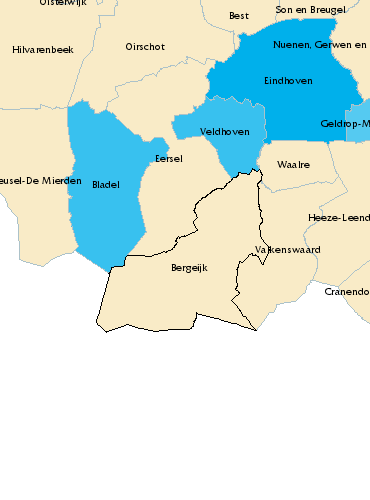 Oisterwijk
Son en Breugel
Best
Nuenen, Gerwen en
Hilvarenbeek
Oirschot
Eindhoven
Geldrop-M
Veldhoven
Eersel
Waalre
eusel-De Mierden
Bladel
Heeze-Leend
Valkenswaard
Bergeijk
Cranendo